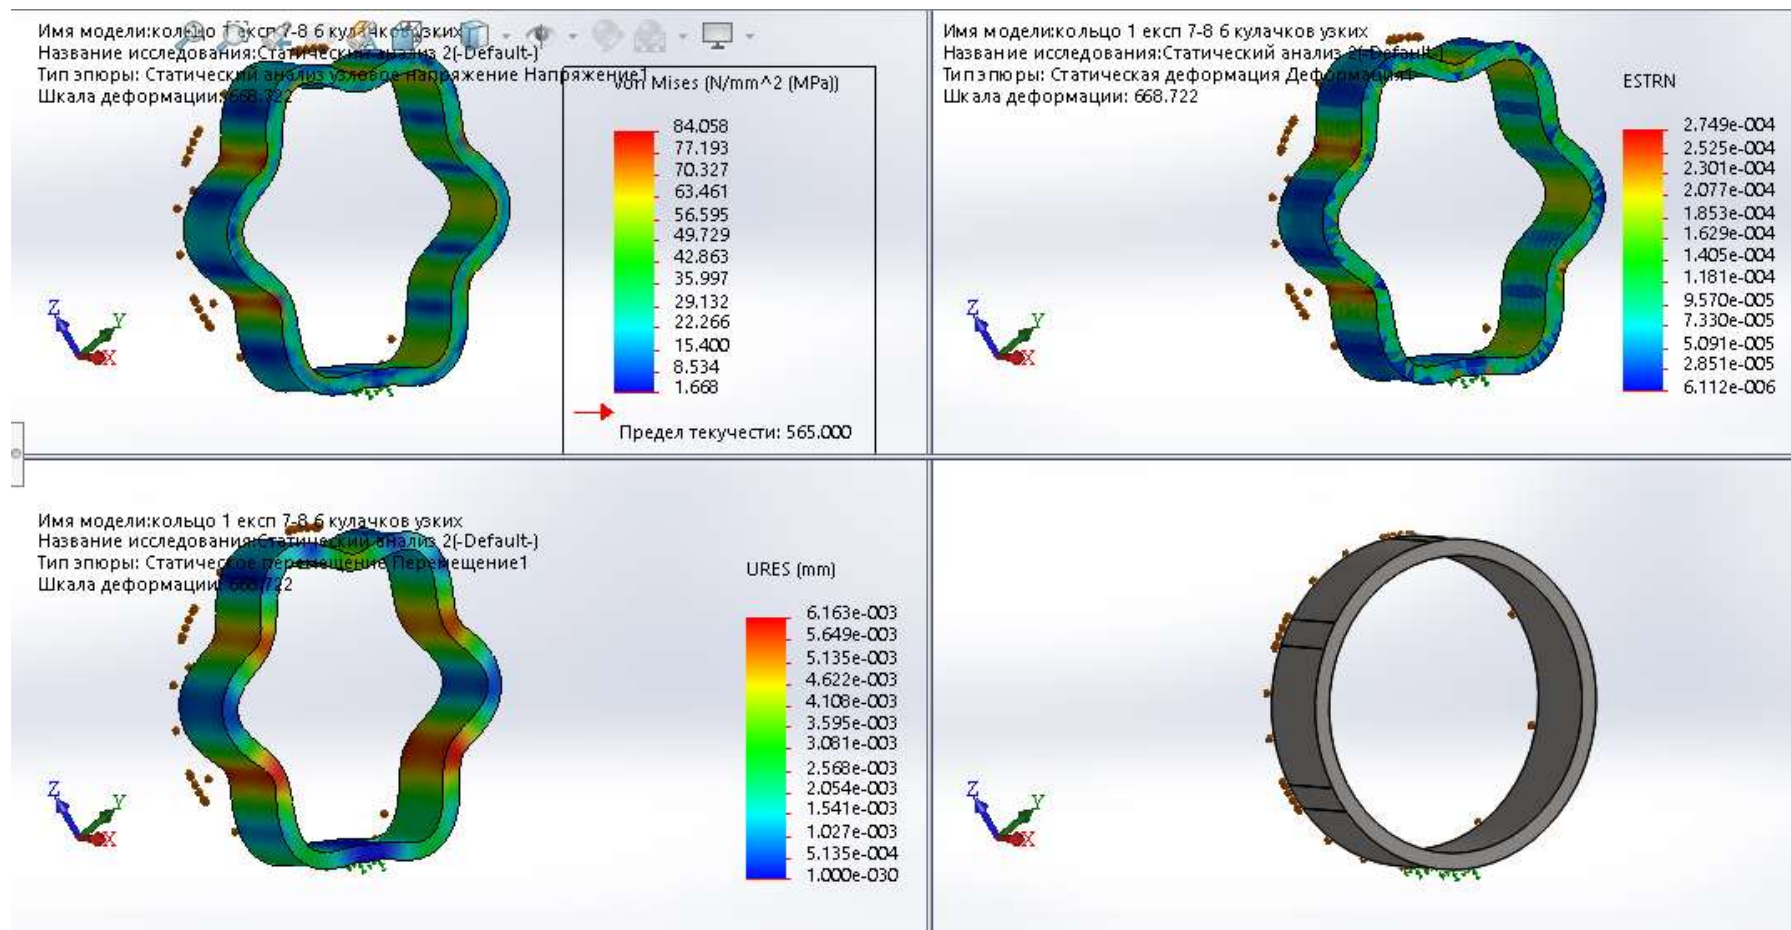 Имя модели:кольцо 1 експ 7-8 6 кулачков узких
Название исследования:Статический анализ 2(-Default-)
Тип эпюры: Статический анализ узловое напряжение Напряжение1
Шкала деформации: 668.722
von Mises (N/mm^2 (MPa))
84.058
77.193
70.327
63.461
56.595
49.729
42.863
35.997
29.132
22.266
15.400
8.534
1.668
Предел текучести: 565.000
Z
Y
X
Имя модели:кольцо 1 експ 7-8 6 кулачков узких
Название исследования:Статический анализ 2(-Default-)
Тип эпюры: Статическая деформация Деформация1
Шкала деформации: 668.722
ESTRN
2.749e-004
2.525e-004
2.301e-004
2.077e-004
1.853e-004
1.629e-004
1.405e-004
1.181e-004
9.570e-005
7.330e-005
5.091e-005
2.851e-005
6.112e-006
Z
Y
X
Имя модели:кольцо 1 експ 7-8 6 кулачков узких
Название исследования:Статический анализ 2(-Default-)
Тип эпюры: Статическое перемещение Перемещение1
Шкала деформации: 668.722
URES (mm)
6.163e-003
5.649e-003
5.135e-003
4.622e-003
4.108e-003
3.595e-003
3.081e-003
2.568e-003
2.054e-003
1.541e-003
1.027e-003
5.135e-004
1.000e-030
Z
Y
X
Z
Y
X